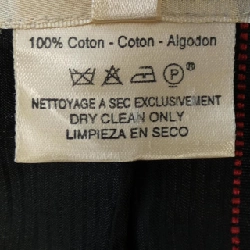 100% Coton - Coton - Algodon
P®
NETTOYAGE A SEC EXCLUSIVEMENT
DRY CLEAN ONLY
LIMPIEZA EN SECO